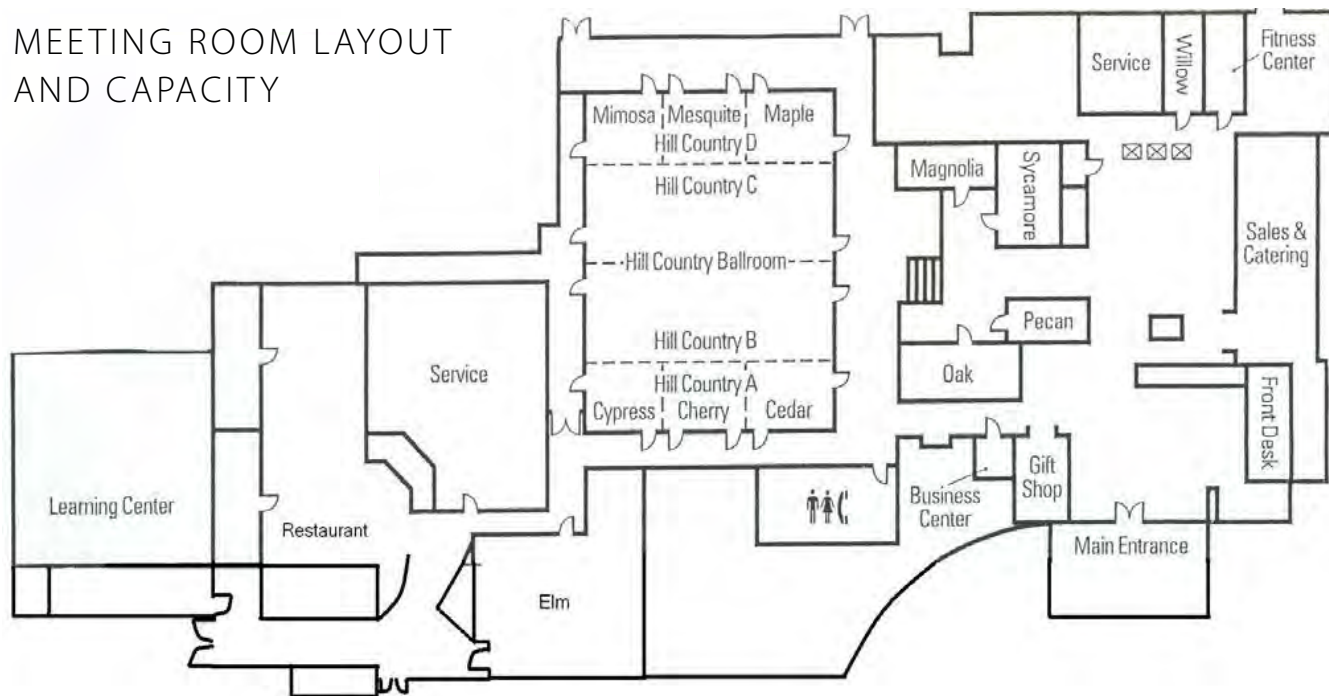 MEETING ROOM LAYOUT
AND CAPACITY
Service
Willow
Fitness
Center
Mimosa
Mesquite
Maple
Hill Country D
Hill Country C
Magnolia
Sycamore
Sales &
Catering
Hill Country Ballroom
Pecan
Hill Country B
Oak
Service
Hill Country A
Cypress
Cherry
Cedar
Front Desk
Learning Center
Restaurant
Business
Center
Gift
Shop
Main Entrance
Elm